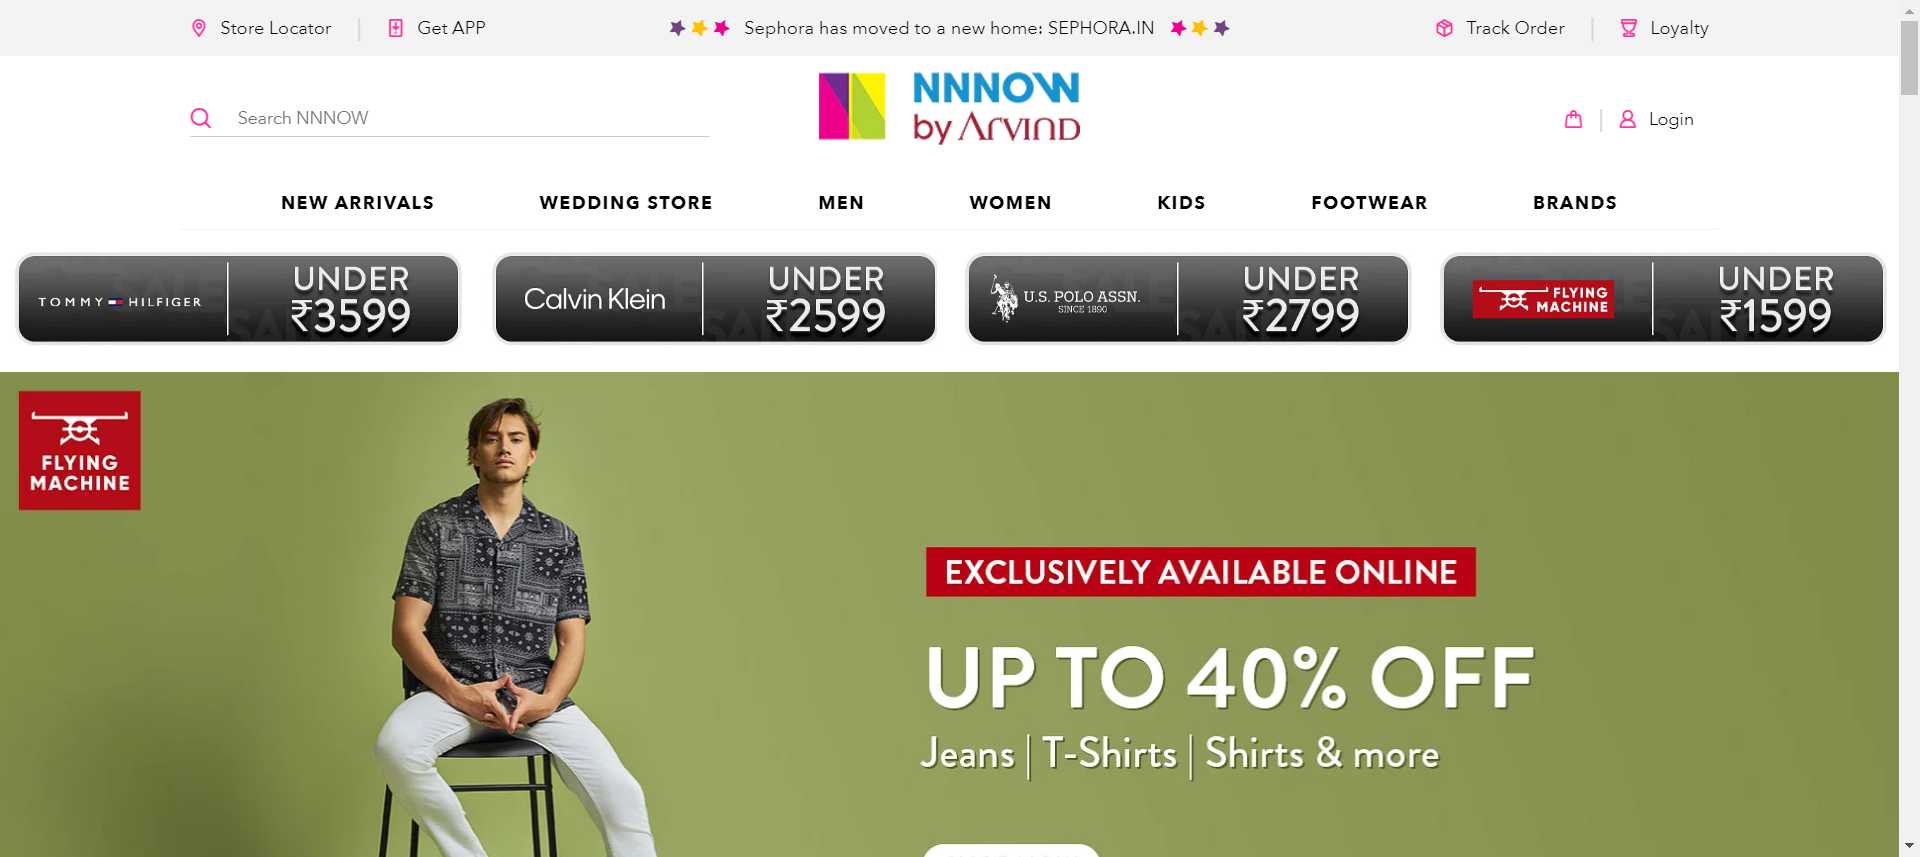 Store Locator
Get APP
Sephora has moved to a new home: SEPHORA.IN
Track Order
Loyalty
Search NNNOW
NNNOW
by Arvind
Login
NEW ARRIVALS
WEDDING STORE
MEN
WOMEN
KIDS
FOOTWEAR
BRANDS
TOMMY HILFIGER
UNDER
₹3599
Calvin Klein
UNDER
₹2599
U.S. POLO ASSN.
SINCE 1890
UNDER
₹2799
FLYING
MACHINE
UNDER
₹1599
FLYING
MACHINE
EXCLUSIVELY AVAILABLE ONLINE
UP TO 40% OFF
Jeans | T-Shirts | Shirts & more